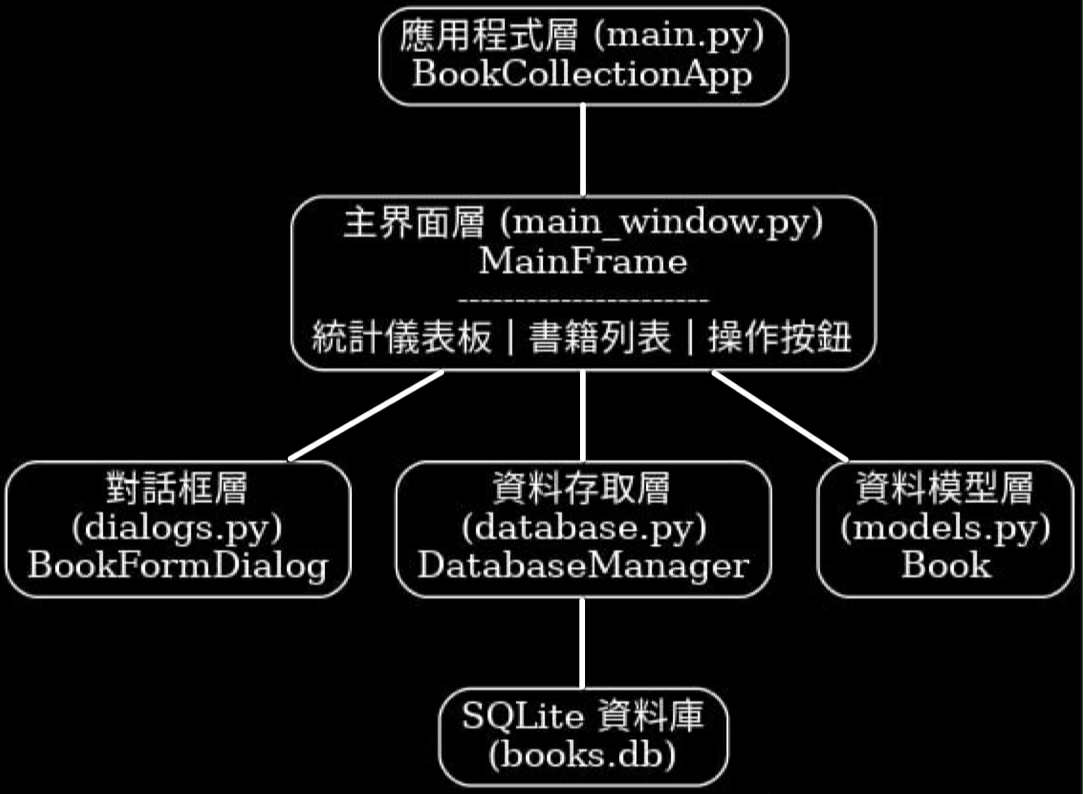 應用程式層 (main.py)
BookCollectionApp
主界面層 (main_window.py)
MainFrame
----------------------
統計儀表板 | 書籍列表 | 操作按鈕
對話框層
(dialogs.py)
BookFormDialog
資料存取層
(database.py)
DatabaseManager
資料模型層
(models.py)
Book
SQLite 資料庫
(books.db)